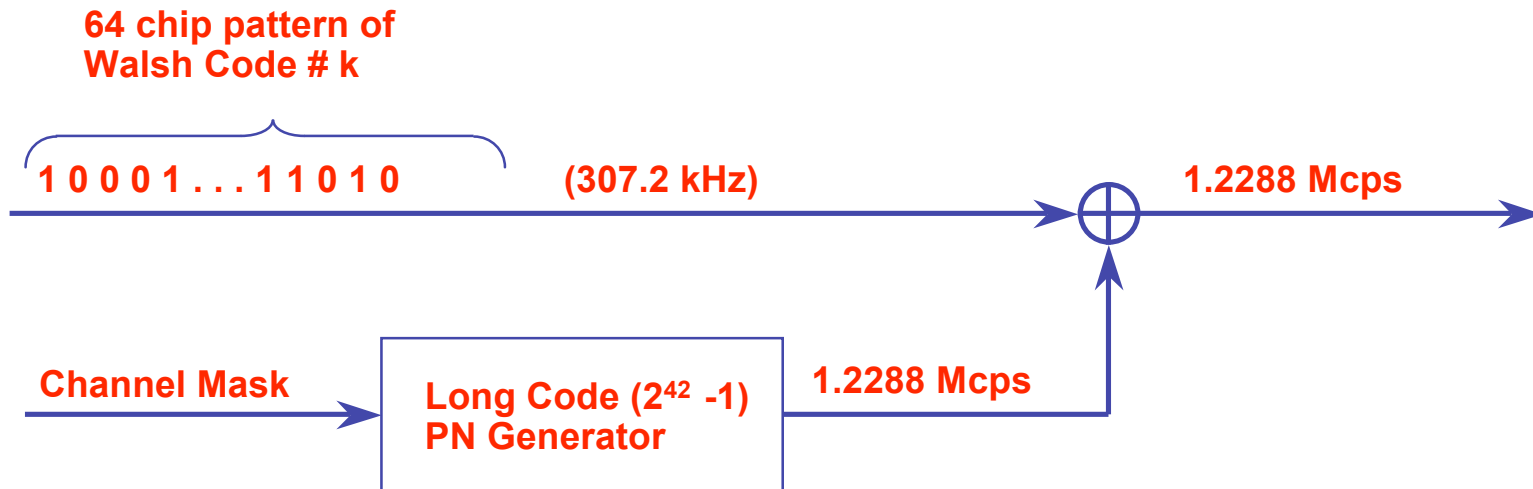 64 chip pattern of
Walsh Code # k
1 0 0 0 1 . . . 1 1 0 1 0
(307.2 kHz)
1.2288 Mcps
Channel Mask
Long Code (2⁴² -1)
PN Generator
1.2288 Mcps